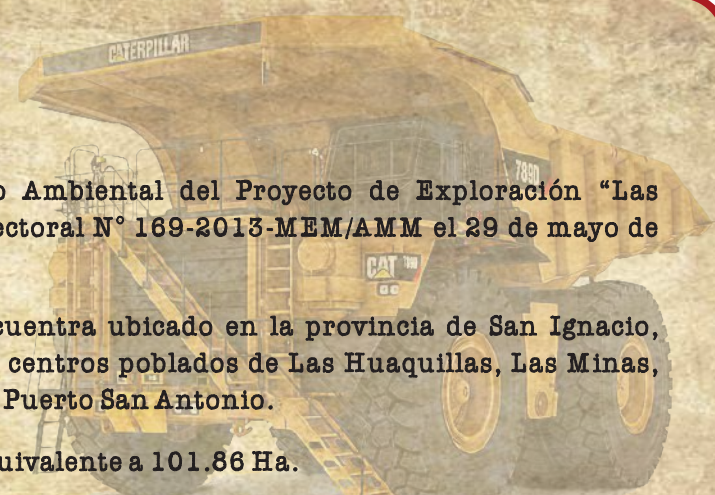 CATERPILLAR
789D
o Ambiental del Proyecto de Exploración “Las
ectoral N° 169-2013-MEM/AMM el 29 de mayo de
CAT 789D
cuentra ubicado en la provincia de San Ignacio,
centros poblados de Las Huaquillas, Las Minas,
Puerto San Antonio.
uivalente a 101.86 Ha.